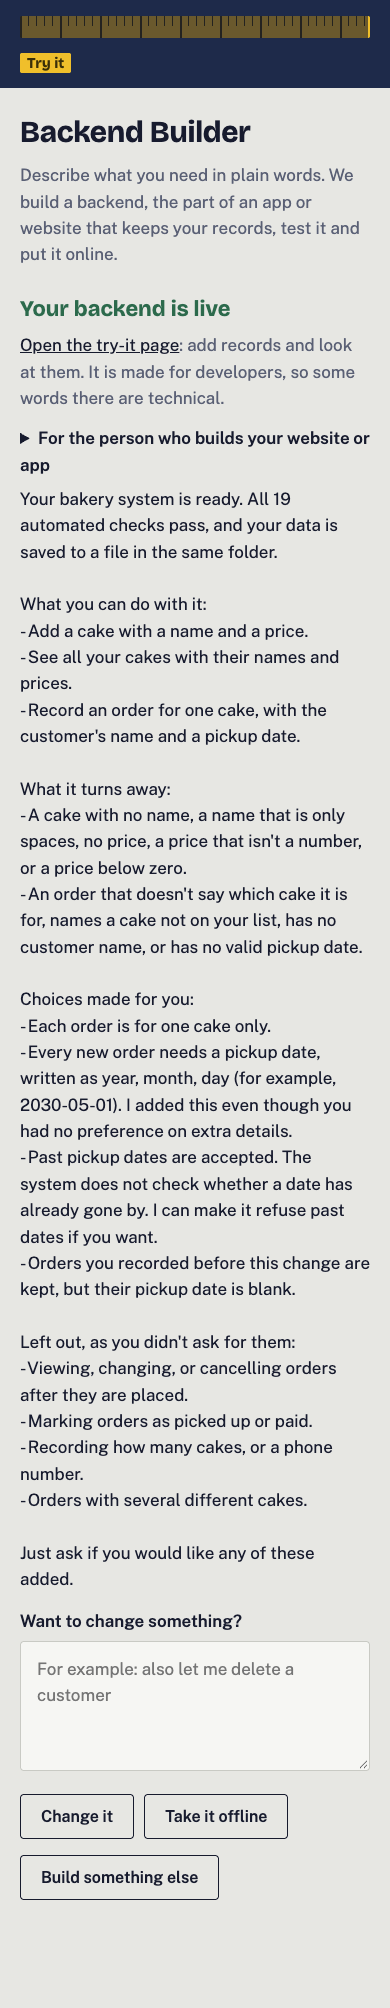 Try it
Backend Builder
Describe what you need in plain words. We
build a backend, the part of an app or
website that keeps your records, test it and
put it online.
Your backend is live
Open the try-it page: add records and look
at them. It is made for developers, so some
words there are technical.
▶ For the person who builds your website or
app
Your bakery system is ready. All 19
automated checks pass, and your data is
saved to a file in the same folder.
What you can do with it:
- Add a cake with a name and a price.
- See all your cakes with their names and
prices.
- Record an order for one cake, with the
customer's name and a pickup date.
What it turns away:
- A cake with no name, a name that is only
spaces, no price, a price that isn't a number,
or a price below zero.
- An order that doesn't say which cake it is
for, names a cake not on your list, has no
customer name, or has no valid pickup date.
Choices made for you:
- Each order is for one cake only.
- Every new order needs a pickup date,
written as year, month, day (for example,
2030-05-01). I added this even though you
had no preference on extra details.
- Past pickup dates are accepted. The
system does not check whether a date has
already gone by. I can make it refuse past
dates if you want.
- Orders you recorded before this change are
kept, but their pickup date is blank.
Left out, as you didn't ask for them:
- Viewing, changing, or cancelling orders
after they are placed.
- Marking orders as picked up or paid.
- Recording how many cakes, or a phone
number.
- Orders with several different cakes.
Just ask if you would like any of these
added.
Want to change something?
For example: also let me delete a
customer
Change it
Take it offline
Build something else